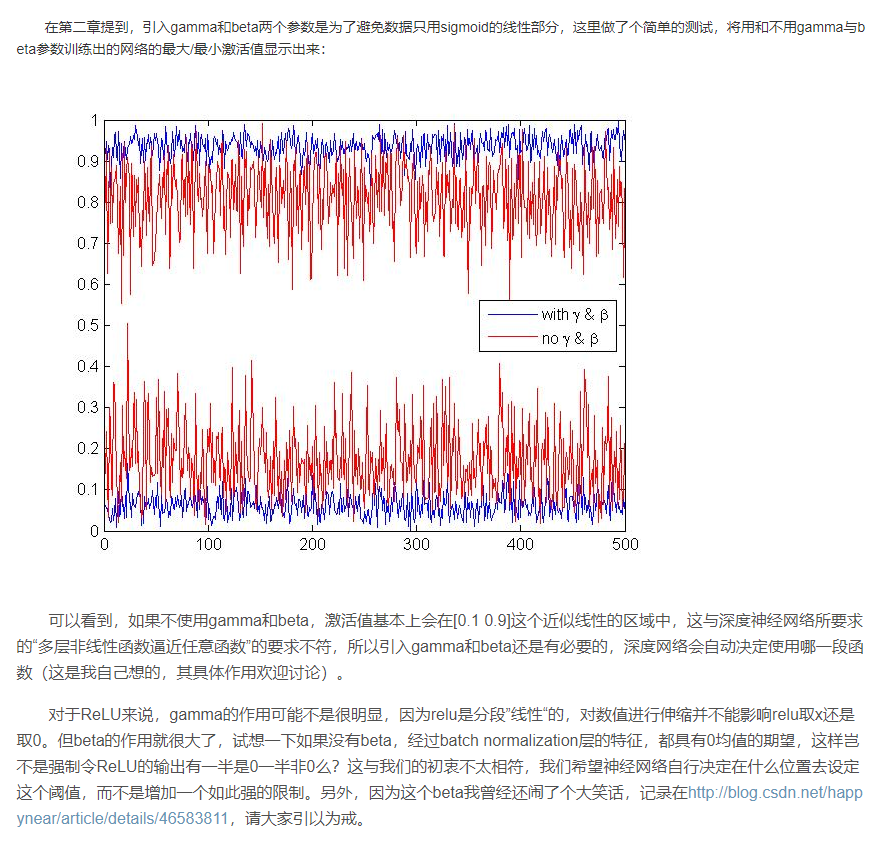 在第二章提到，引入gamma和beta两个参数是为了避免数据只用sigmoid的线性部分，这里做了个简单的测试，将用和不用gamma与b
eta参数训练出的网络的最大/最小激活值显示出来：
1
0.9
0.8
0.7
0.6
0.5
0.4
0.3
0.2
0.1
0
with γ & β
no γ & β
0 100 200 300 400 500
可以看到，如果不使用gamma和beta，激活值基本上会在[0.1 0.9]这个近似线性的区域中，这与深度神经网络所要求
的“多层非线性函数逼近任意函数”的要求不符，所以引入gamma和beta还是有必要的，深度网络会自动决定使用哪一段函
数（这是我自己想的，其具体作用欢迎讨论）。
对于ReLU来说，gamma的作用可能不是很明显，因为relu是分段”线性“的，对数值进行伸缩并不能影响relu取x还是
取0。但beta的作用就很大了，试想一下如果没有beta，经过batch normalization层的特征，都具有0均值的期望，这样岂
不是强制令ReLU的输出有一半是0一半非0么？这与我们的初衷不太相符，我们希望神经网络自行决定在什么位置去设定
这个阈值，而不是增加一个如此强的限制。另外，因为这个beta我曾经还闹了个大笑话，记录在http://blog.csdn.net/happ
ynear/article/details/46583811，请大家引以为戒。